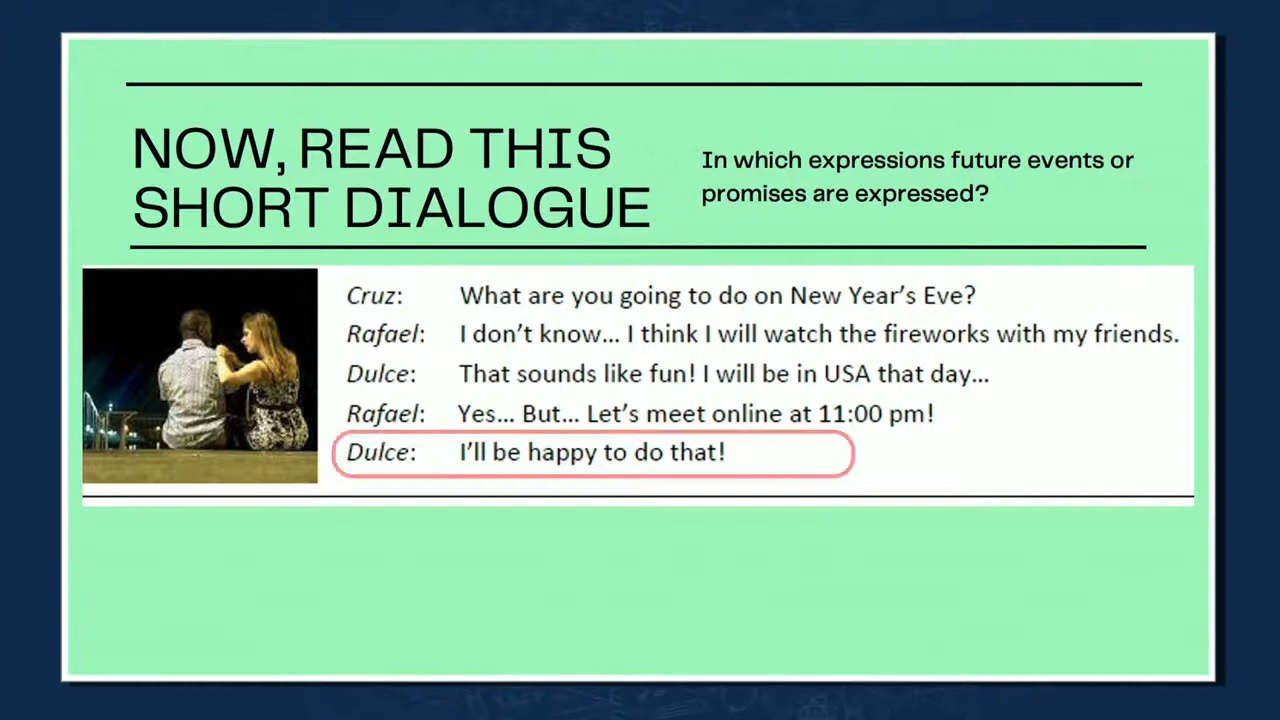 NOW, READ THIS
SHORT DIALOGUE
In which expressions future events or
promises are expressed?
Cruz: What are you going to do on New Year's Eve?
Rafael: I don't know... I think I will watch the fireworks with my friends.
Dulce: That sounds like fun! I will be in USA that day...
Rafael: Yes... But... Let's meet online at 11:00 pm!
Dulce: I'll be happy to do that!